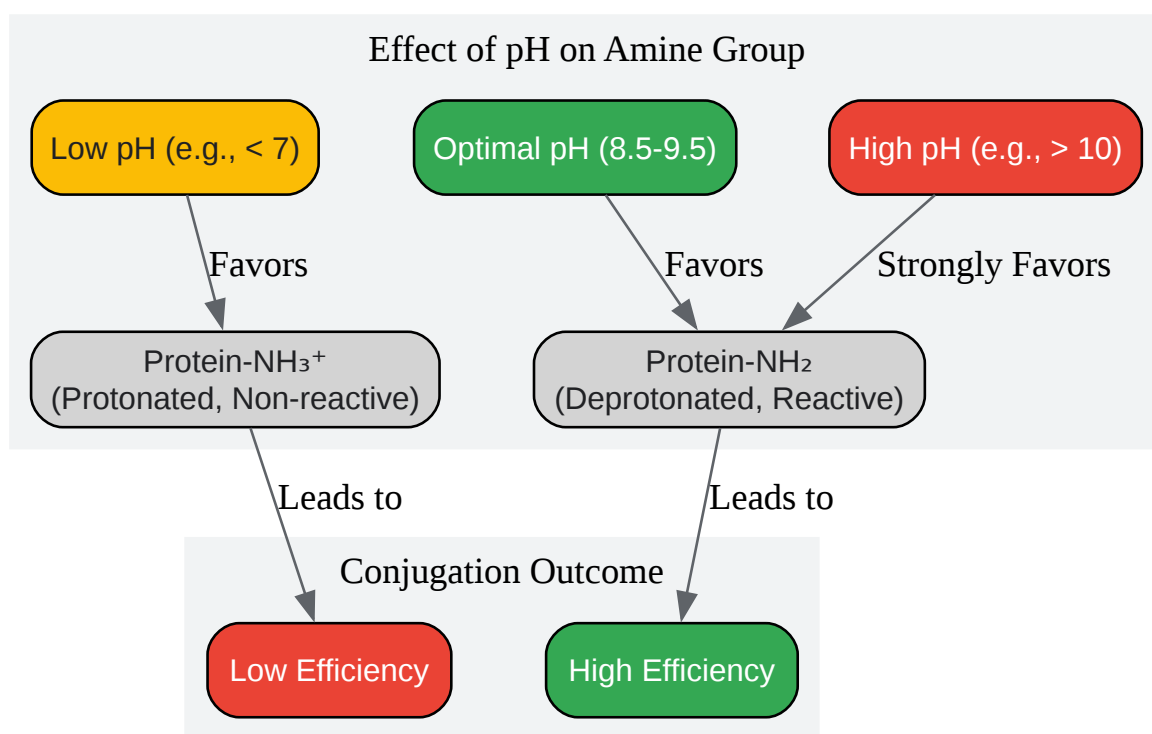 Effect of pH on Amine Group
Low pH (e.g., < 7)
Optimal pH (8.5-9.5)
High pH (e.g., > 10)
Favors
Favors
Strongly Favors
Protein-NH₃⁺
(Protonated, Non-reactive)
Protein-NH₂
(Deprotonated, Reactive)
Leads to
Leads to
Conjugation Outcome
Low Efficiency
High Efficiency